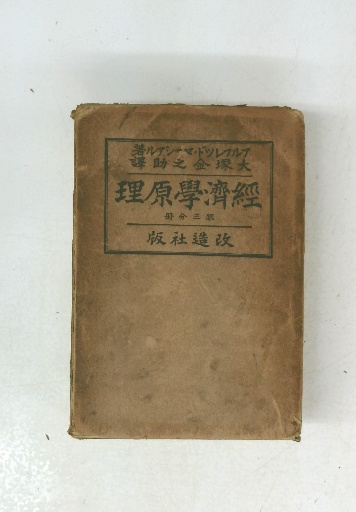 アルフレッド・マーシァル著
大塚金之助譯
經濟學原理
第三分冊
改造社版